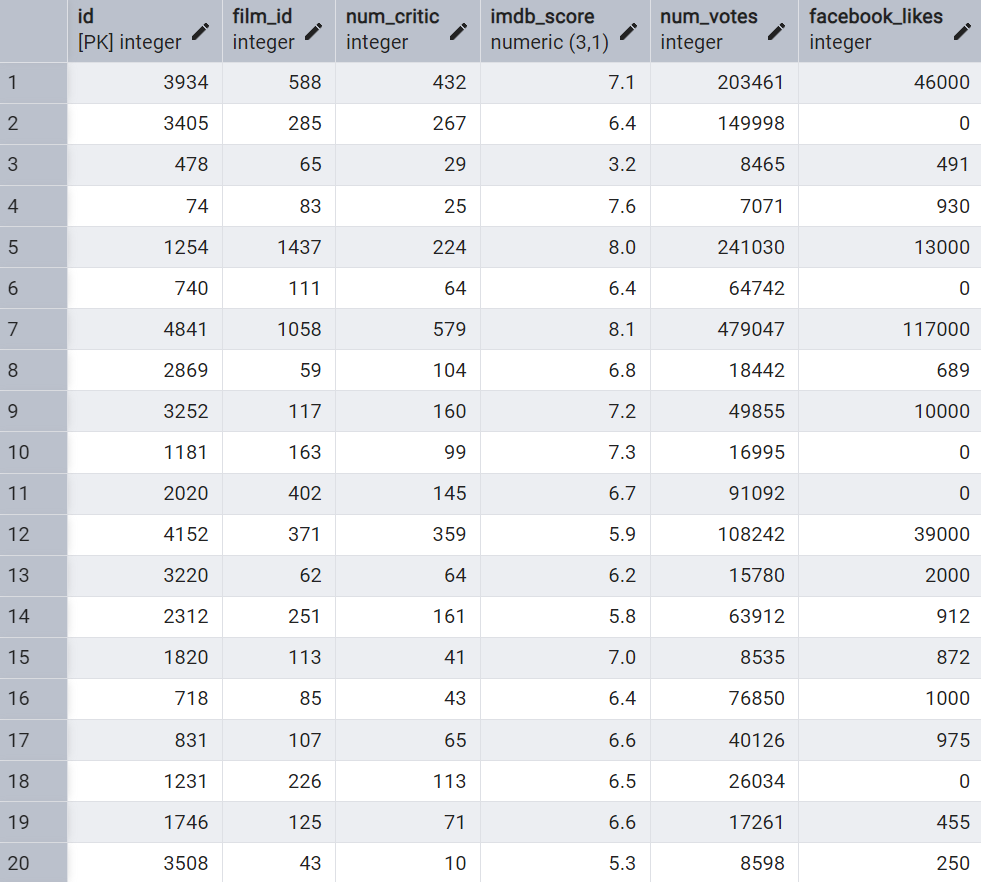 id film_id num_critic imdb_score num_votes facebook_likes
[PK] integer integer integer numeric (3,1) integer integer
1 3934 588 432 7.1 203461 46000
2 3405 285 267 6.4 149998 0
3 478 65 29 3.2 8465 491
4 74 83 25 7.6 7071 930
5 1254 1437 224 8.0 241030 13000
6 740 111 64 6.4 64742 0
7 4841 1058 579 8.1 479047 117000
8 2869 59 104 6.8 18442 689
9 3252 117 160 7.2 49855 10000
10 1181 163 99 7.3 16995 0
11 2020 402 145 6.7 91092 0
12 4152 371 359 5.9 108242 39000
13 3220 62 64 6.2 15780 2000
14 2312 251 161 5.8 63912 912
15 1820 113 41 7.0 8535 872
16 718 85 43 6.4 76850 1000
17 831 107 65 6.6 40126 975
18 1231 226 113 6.5 26034 0
19 1746 125 71 6.6 17261 455
20 3508 43 10 5.3 8598 250